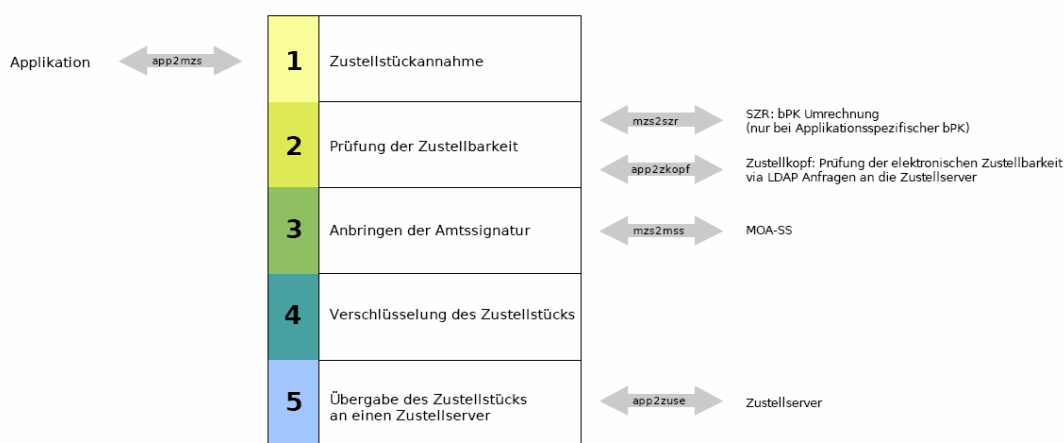 Applikation
app2mzs
1
Zustellstückannahme
2
Prüfung der Zustellbarkeit
mzs2szr
SZR: bPK Umrechnung
(nur bei Applikationsspezifischer bPK)
app2zkopf
Zustellkopf: Prüfung der elektronischen Zustellbarkeit
via LDAP Anfragen an die Zustellserver
3
Anbringen der Amtssignatur
mzs2mss
MOA-SS
4
Verschlüsselung des Zustellstücks
5
Übergabe des Zustellstücks
an einen Zustellserver
app2zuse
Zustellserver